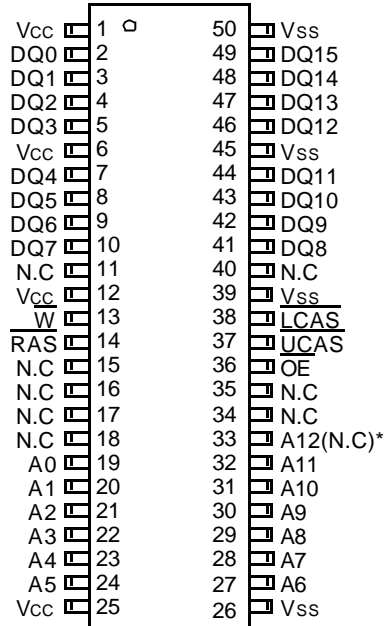 Vcc 1 50 Vss
DQ0 2 49 DQ15
DQ1 3 48 DQ14
DQ2 4 47 DQ13
DQ3 5 46 DQ12
Vcc 6 45 Vss
DQ4 7 44 DQ11
DQ5 8 43 DQ10
DQ6 9 42 DQ9
DQ7 10 41 DQ8
N.C 11 40 N.C
Vcc 12 39 Vss
W 13 38 LCAS
RAS 14 37 UCAS
N.C 15 36 OE
N.C 16 35 N.C
N.C 17 34 N.C
N.C 18 33 A12(N.C)*
A0 19 32 A11
A1 20 31 A10
A2 21 30 A9
A3 22 29 A8
A4 23 28 A7
A5 24 27 A6
Vcc 25 26 Vss